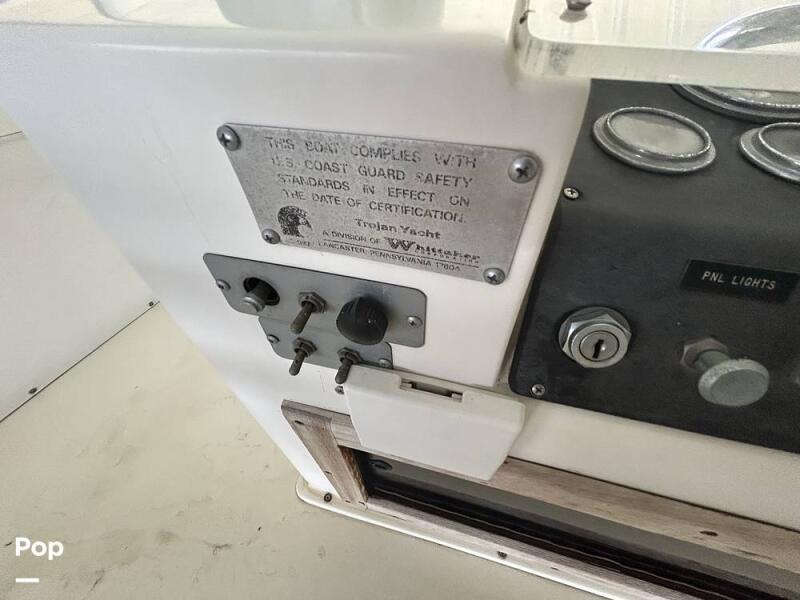 THIS BOAT COMPLIES WITH
U.S. COAST GUARD SAFETY
STANDARDS IN EFFECT ON
THE DATE OF CERTIFICATION.
Trojan Yacht
A DIVISION OF Whittaker
CORPORATION
LANCASTER, PENNSYLVANIA 17604
PNL LIGHTS
Pop